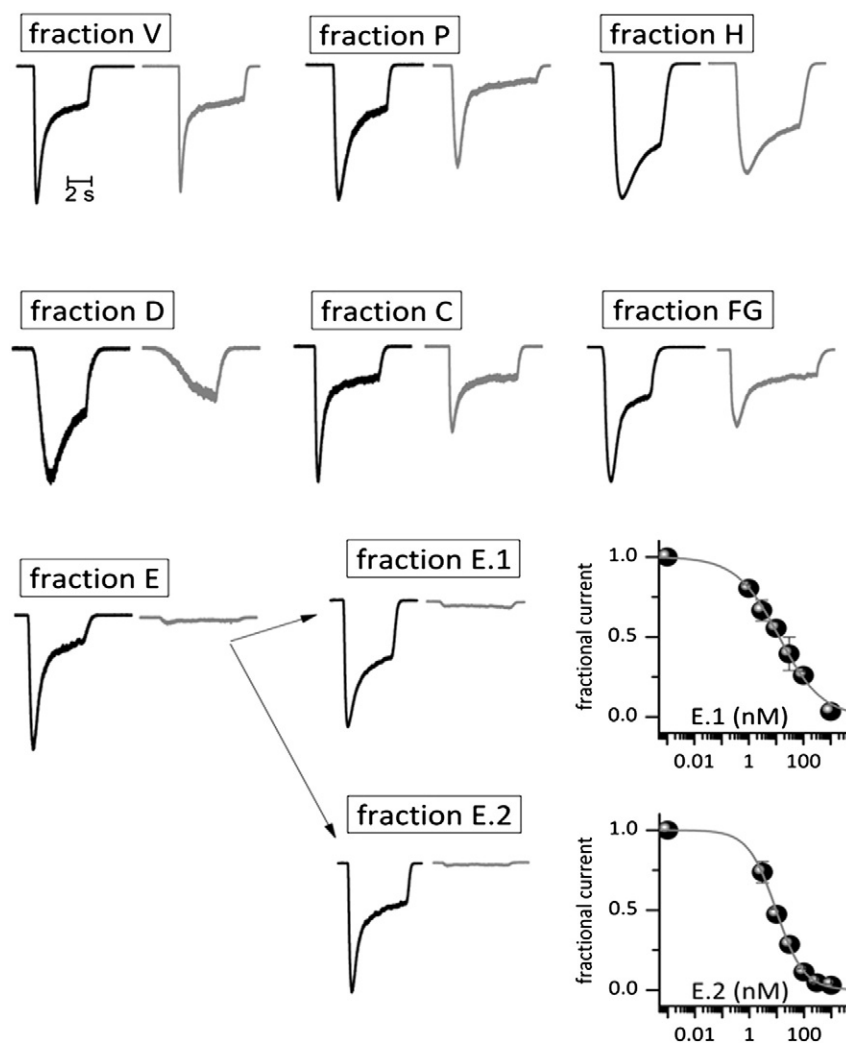 fraction V
fraction P
fraction H
2 s
fraction D
fraction C
fraction FG
fraction E
fraction E.1
fractional current
1.0
0.5
0.0
E.1 (nM)
0.01 1 100
fraction E.2
fractional current
1.0
0.5
0.0
E.2 (nM)
0.01 1 100